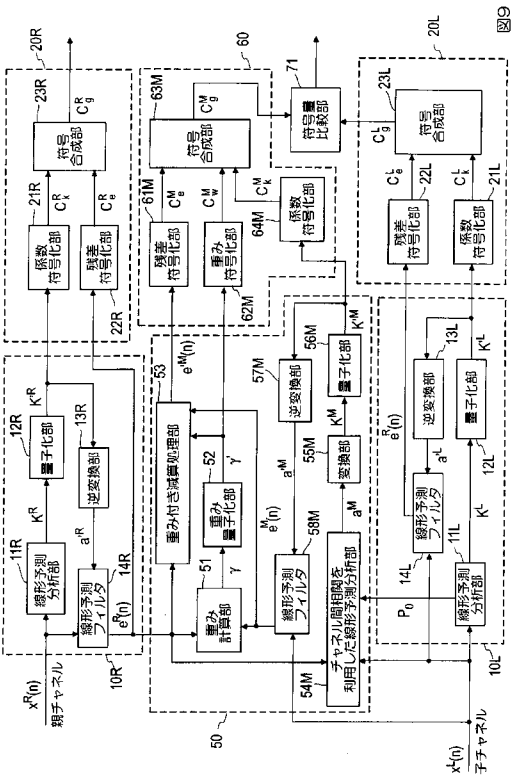 図9
20R
23R
符号
合成部
C_g^R
21R
係数
符号化部
C_k^R
残差
符号化部
C_e^R
22R
12R
量子化部
K'^R
13R
逆変換部
a'^R
K^R
11R
線形予測
分析部
線形予測
フィルタ
14R
e^R(n)
10R
x^R(n)
親チャネル
60
63M
符号
合成部
C_g^M
71
符号量
比較部
61M
残差
符号化部
C_e^M
重み
符号化部
C_w^M
62M
C_k^M
係数
符号化部
64M
53
重み付き減算処理部
e'^M(n)
52
重み
量子化部
γ'
51
重み
計算部
γ
57M
逆変換部
a'^M
56M
量子化部
K'^M
K^M
55M
変換部
a^M
e^M(n)
線形予測
フィルタ
58M
チャネル間相関を
利用した線形予測分析部
54M
50
20L
23L
符号
合成部
C_g^L
残差
符号化部
22L
C_e^L
係数
符号化部
21L
C_k^L
13L
逆変換部
a'^L
e^R(n)
線形予測
フィルタ
14L
量子化部
12L
K'^L
K^L
11L
線形予測
分析部
P_0
10L
x^L(n)
子チャネル